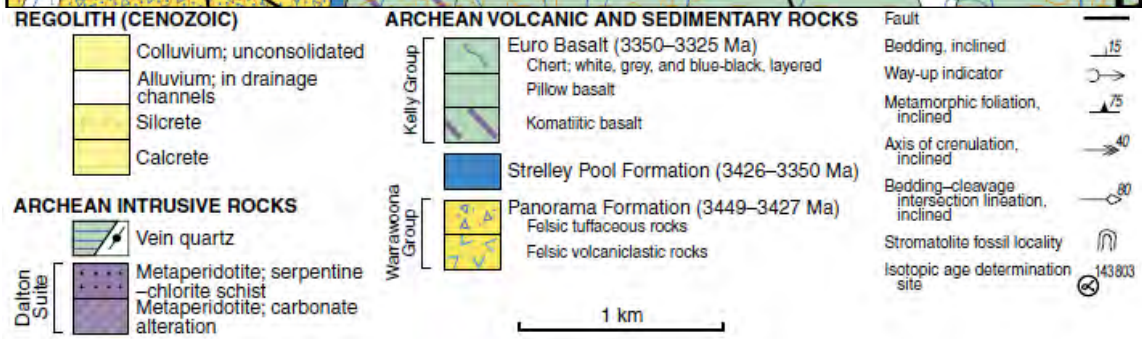 REGOLITH (CENOZOIC)
Colluvium; unconsolidated
Alluvium; in drainage
channels
Silcrete
Calcrete
ARCHEAN INTRUSIVE ROCKS
Vein quartz
Dalton
Suite
Metaperidotite; serpentine
–chlorite schist
Metaperidotite; carbonate
alteration
ARCHEAN VOLCANIC AND SEDIMENTARY ROCKS
Kelly Group
Euro Basalt (3350–3325 Ma)
Chert; white, grey, and blue-black, layered
Pillow basalt
Komatiitic basalt
Strelley Pool Formation (3426–3350 Ma)
Warrawoona
Group
Panorama Formation (3449–3427 Ma)
Felsic tuffaceous rocks
Felsic volcaniclastic rocks
1 km
Fault
Bedding, inclined
15
Way-up indicator
Metamorphic foliation,
inclined
75
Axis of crenulation,
inclined
40
Bedding–cleavage
intersection lineation,
inclined
80
Stromatolite fossil locality
Isotopic age determination
site
143803